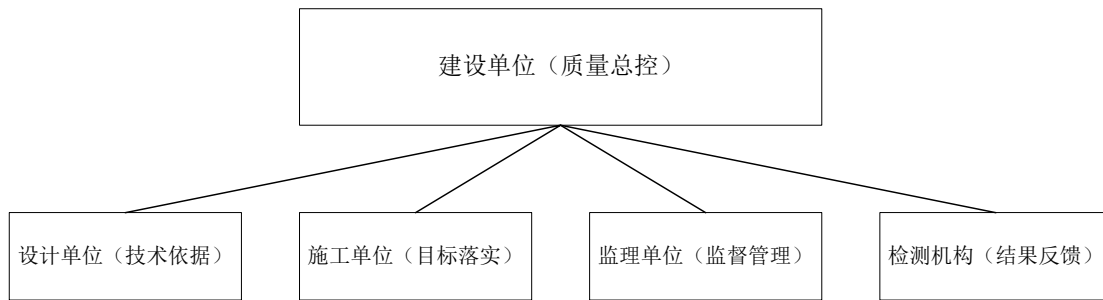 建设单位（质量总控）
设计单位（技术依据）
施工单位（目标落实）
监理单位（监督管理）
检测机构（结果反馈）